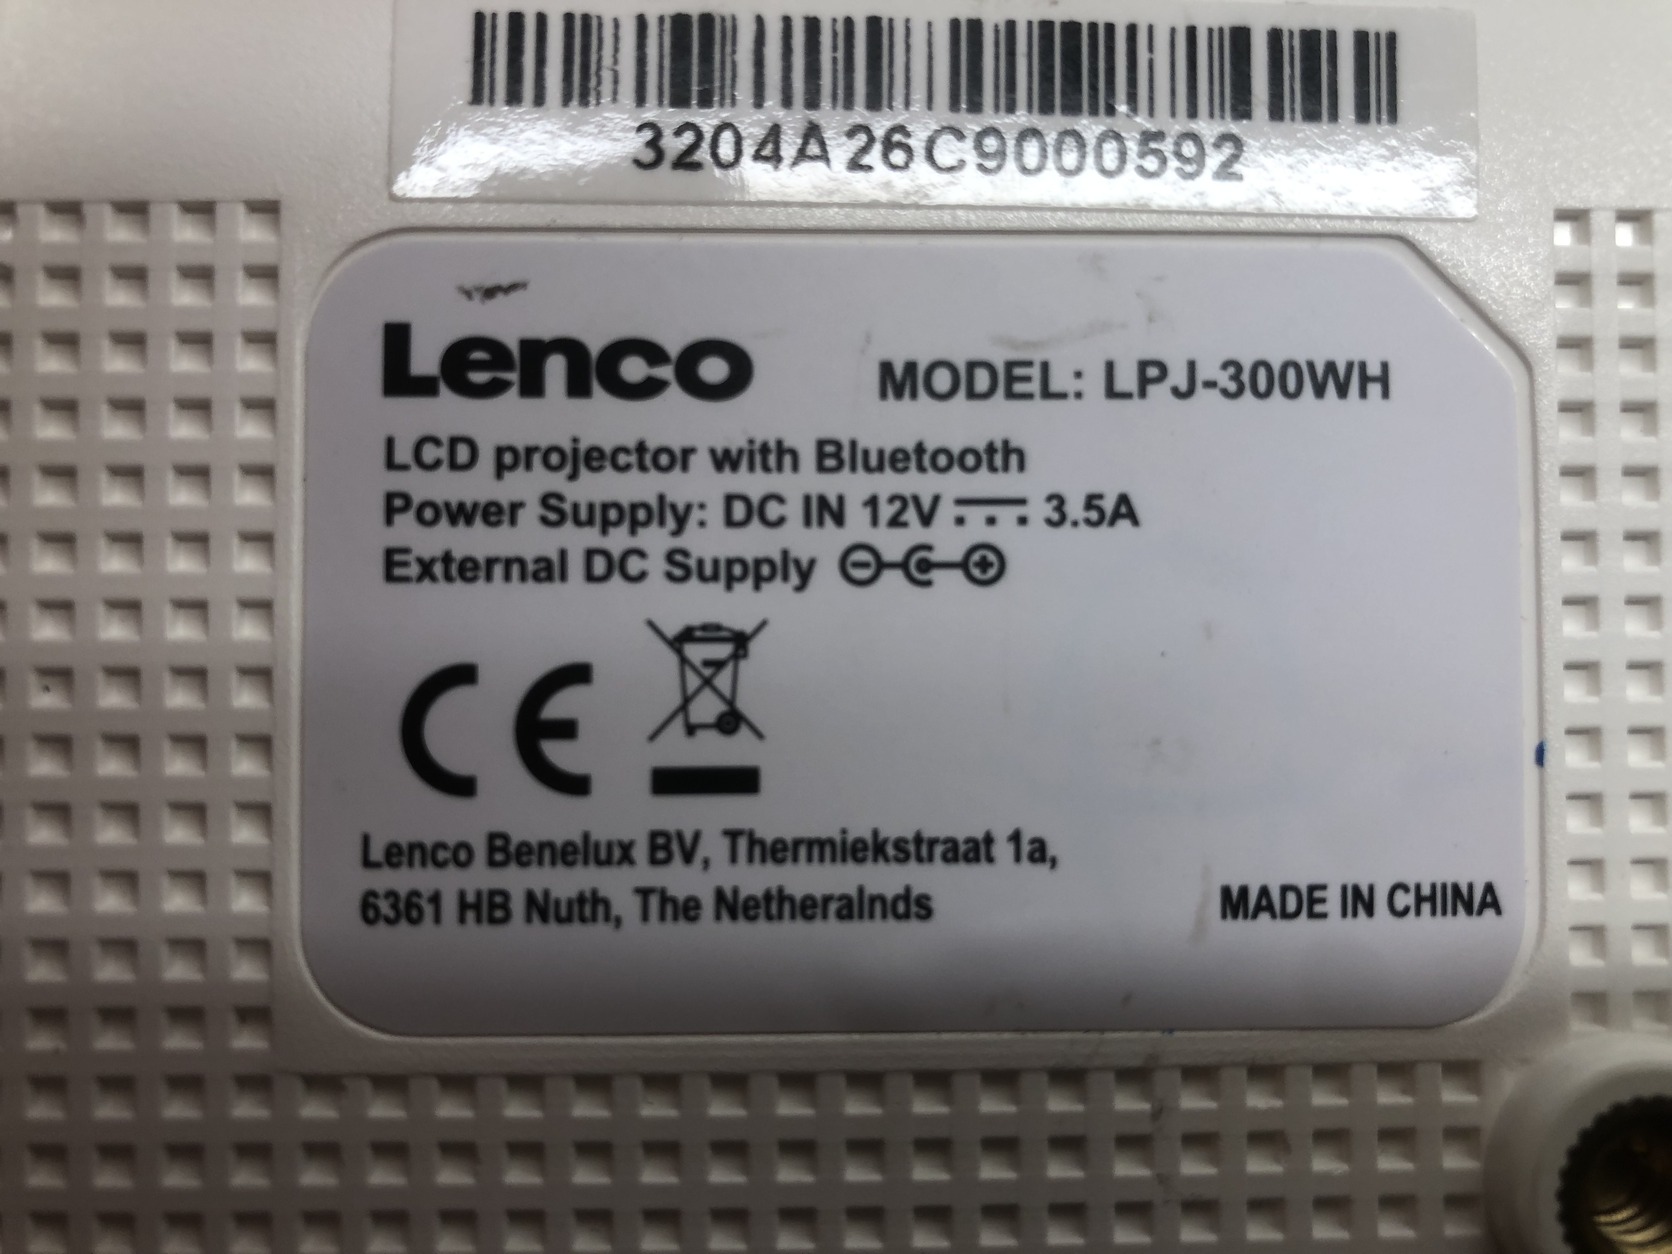 3204A26C9000592
Lenco
MODEL: LPJ-300WH
LCD projector with Bluetooth
Power Supply: DC IN 12V ⎓ 3.5A
External DC Supply
CE
Lenco Benelux BV, Thermiekstraat 1a,
6361 HB Nuth, The Netheralnds
MADE IN CHINA